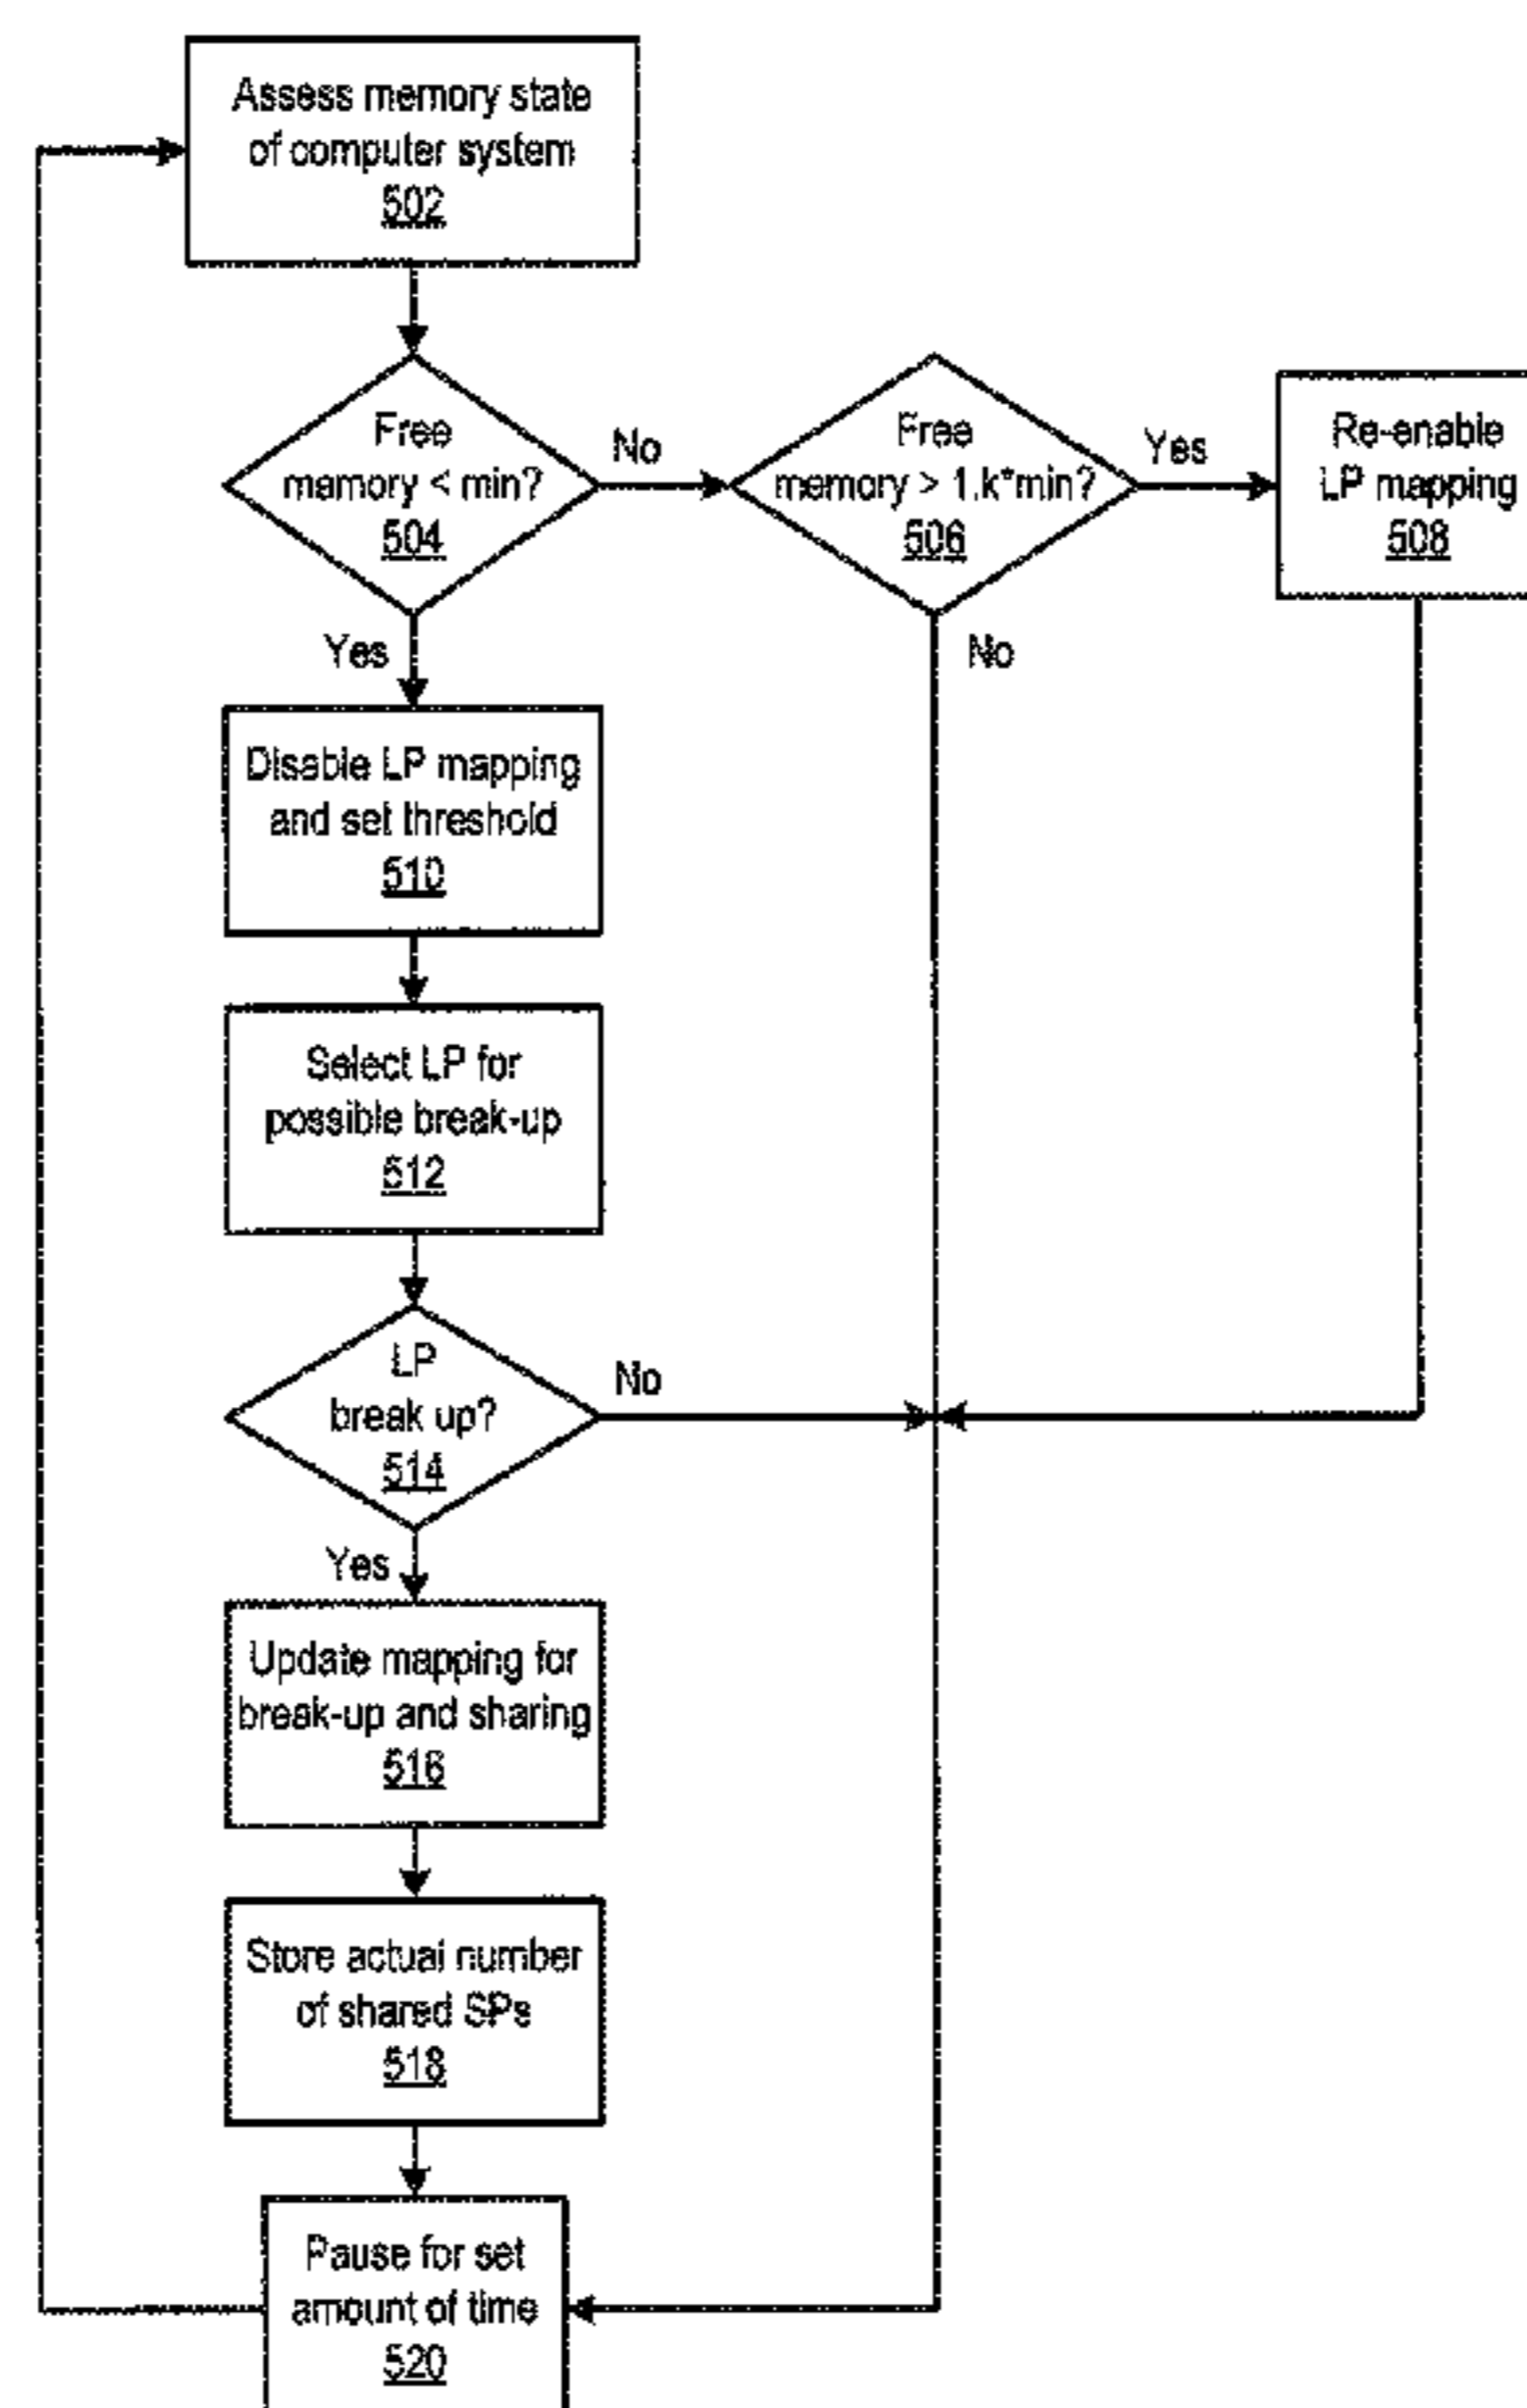 Assess memory state
of computer system
502
Free
memory < min?
504
No
Free
memory > 1.k*min?
506
Yes
Re-enable
LP mapping
508
Yes
No
Disable LP mapping
and set threshold
510
Select LP for
possible break-up
512
LP
break up?
514
No
Yes
Update mapping for
break-up and sharing
516
Store actual number
of shared SPs
518
Pause for set
amount of time
520